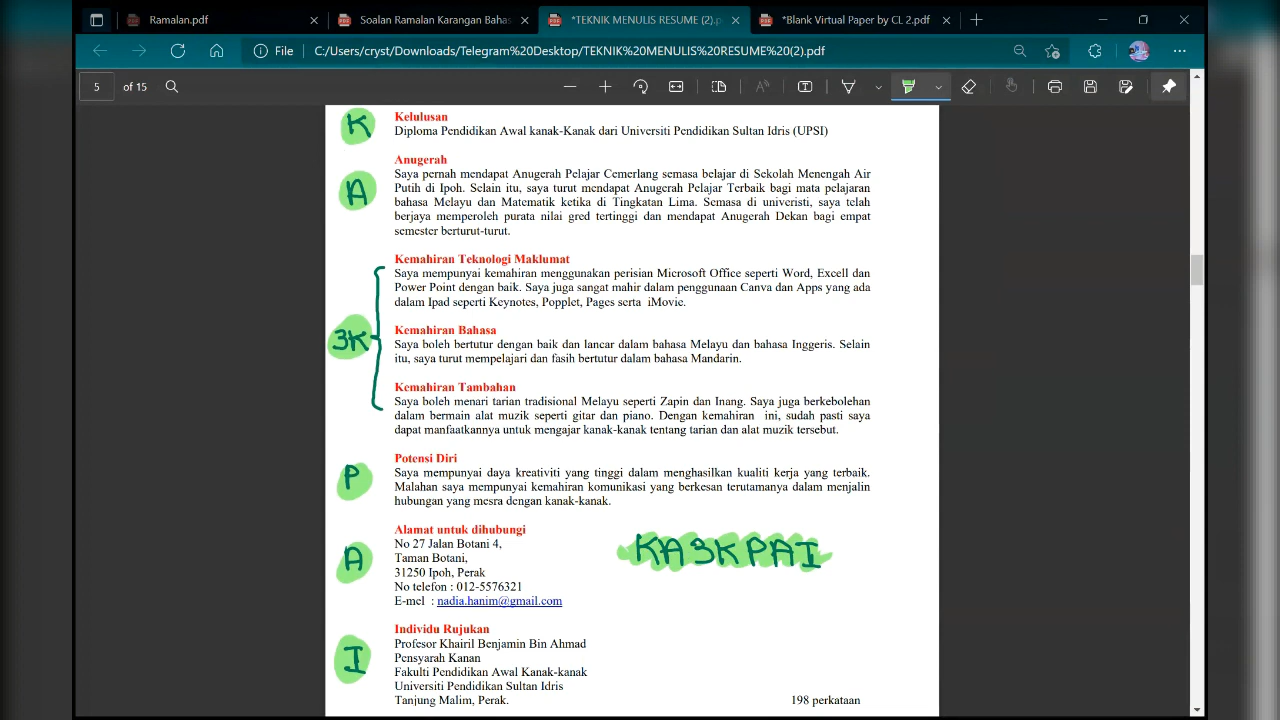 Ramalan.pdf
Soalan Ramalan Karangan Bahas
*TEKNIK MENULIS RESUME (2).p
*Blank Virtual Paper by CL 2.pdf
File
C:/Users/cryst/Downloads/Telegram%20Desktop/TEKNIK%20MENULIS%20RESUME%20(2).pdf
5 of 15
K
Kelulusan
Diploma Pendidikan Awal kanak-Kanak dari Universiti Pendidikan Sultan Idris (UPSI)
A
Anugerah
Saya pernah mendapat Anugerah Pelajar Cemerlang semasa belajar di Sekolah Menengah Air
Putih di Ipoh. Selain itu, saya turut mendapat Anugerah Pelajar Terbaik bagi mata pelajaran
bahasa Melayu dan Matematik ketika di Tingkatan Lima. Semasa di univeristi, saya telah
berjaya memperoleh purata nilai gred tertinggi dan mendapat Anugerah Dekan bagi empat
semester berturut-turut.
3K
Kemahiran Teknologi Maklumat
Saya mempunyai kemahiran menggunakan perisian Microsoft Office seperti Word, Excell dan
Power Point dengan baik. Saya juga sangat mahir dalam penggunaan Canva dan Apps yang ada
dalam Ipad seperti Keynotes, Popplet, Pages serta iMovie.
Kemahiran Bahasa
Saya boleh bertutur dengan baik dan lancar dalam bahasa Melayu dan bahasa Inggeris. Selain
itu, saya turut mempelajari dan fasih bertutur dalam bahasa Mandarin.
Kemahiran Tambahan
Saya boleh menari tarian tradisional Melayu seperti Zapin dan Inang. Saya juga berkebolehan
dalam bermain alat muzik seperti gitar dan piano. Dengan kemahiran ini, sudah pasti saya
dapat manfaatkannya untuk mengajar kanak-kanak tentang tarian dan alat muzik tersebut.
P
Potensi Diri
Saya mempunyai daya kreativiti yang tinggi dalam menghasilkan kualiti kerja yang terbaik.
Malahan saya mempunyai kemahiran komunikasi yang berkesan terutamanya dalam menjalin
hubungan yang mesra dengan kanak-kanak.
A
Alamat untuk dihubungi
No 27 Jalan Botani 4,
Taman Botani,
31250 Ipoh, Perak
No telefon : 012-5576321
E-mel : nadia.hanim@gmail.com
KA3KPAI
I
Individu Rujukan
Profesor Khairil Benjamin Bin Ahmad
Pensyarah Kanan
Fakulti Pendidikan Awal Kanak-kanak
Universiti Pendidikan Sultan Idris
Tanjung Malim, Perak.
198 perkataan